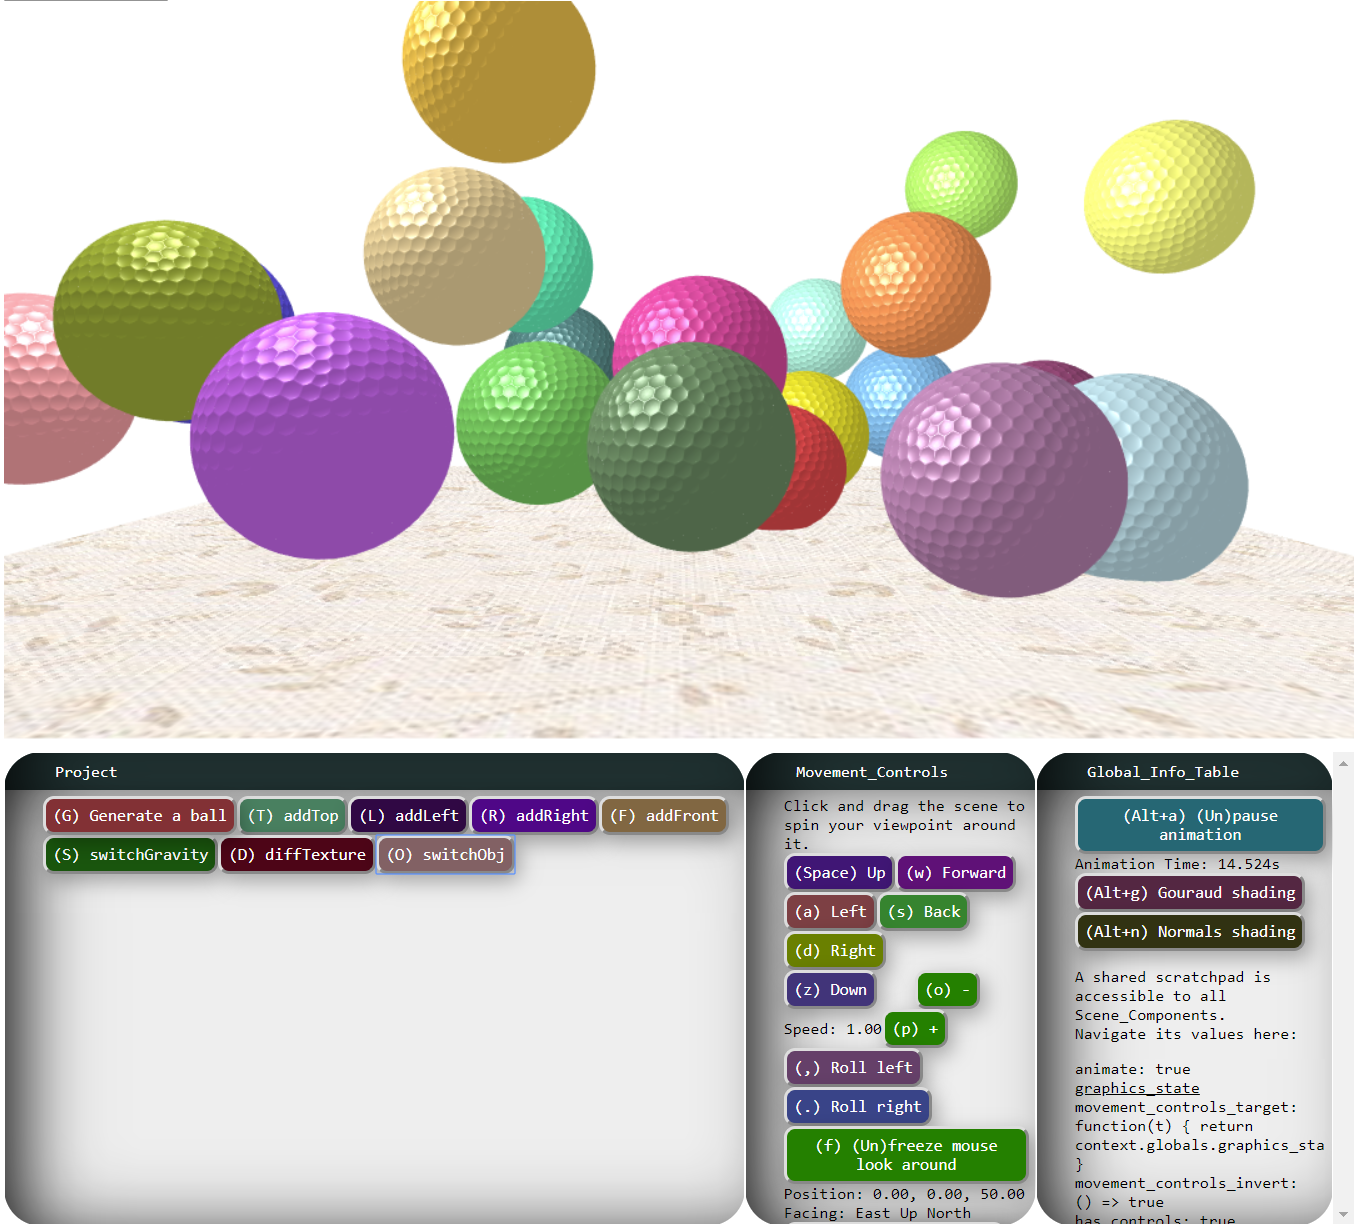 Project
(G) Generate a ball (T) addTop (L) addLeft (R) addRight (F) addFront
(S) switchGravity (D) diffTexture (O) switchObj
Movement_Controls
Click and drag the scene to
spin your viewpoint around
it.
(Space) Up (w) Forward
(a) Left (s) Back
(d) Right
(z) Down (o) -
Speed: 1.00 (p) +
(,) Roll left
(.) Roll right
(f) (Un)freeze mouse
look around
Position: 0.00, 0.00, 50.00
Facing: East Up North
Global_Info_Table
(Alt+a) (Un)pause
animation
Animation Time: 14.524s
(Alt+g) Gouraud shading
(Alt+n) Normals shading
A shared scratchpad is
accessible to all
Scene_Components.
Navigate its values here:
animate: true
graphics_state
movement_controls_target:
function(t) { return
context.globals.graphics_sta
}
movement_controls_invert:
() => true
has_controls: true